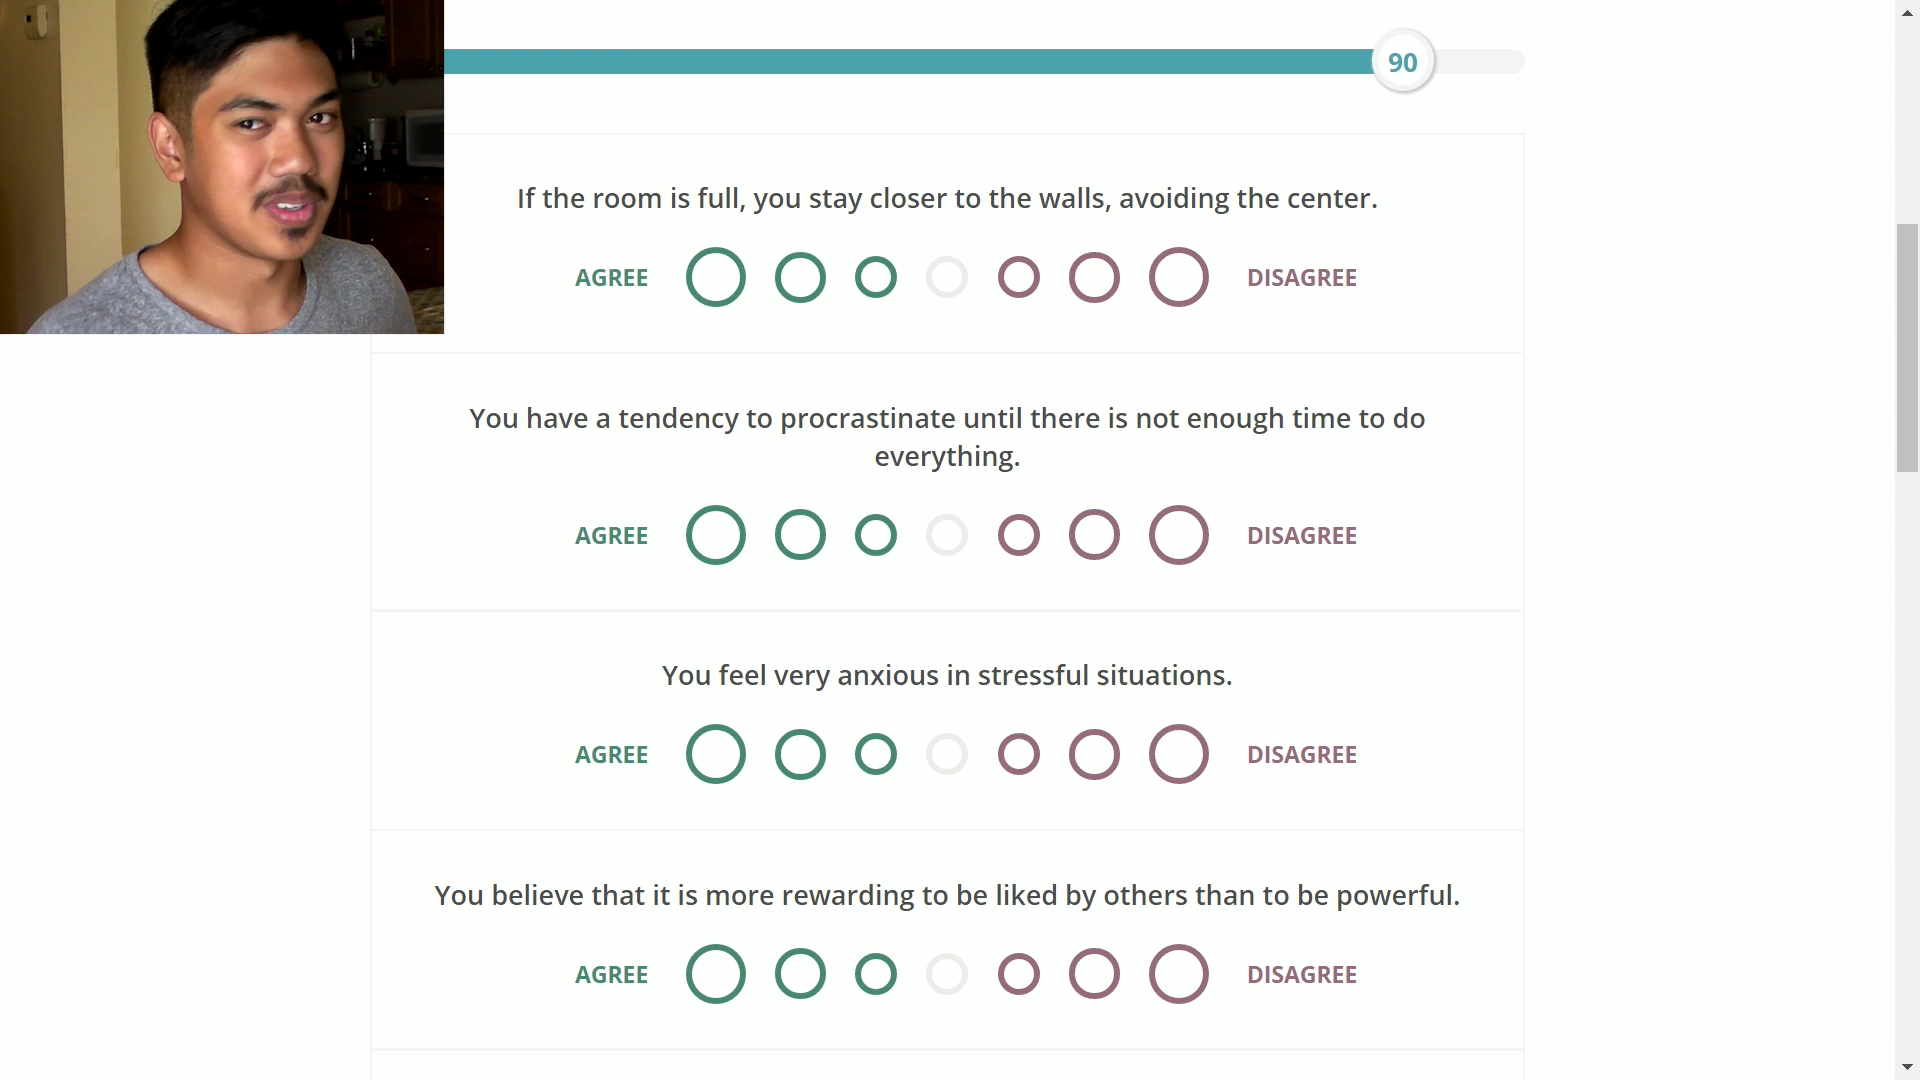 90
If the room is full, you stay closer to the walls, avoiding the center.
AGREE DISAGREE
You have a tendency to procrastinate until there is not enough time to do
everything.
AGREE DISAGREE
You feel very anxious in stressful situations.
AGREE DISAGREE
You believe that it is more rewarding to be liked by others than to be powerful.
AGREE DISAGREE